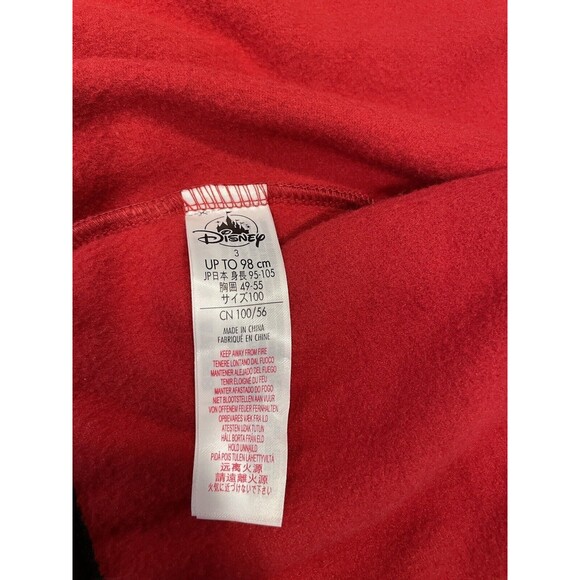 Disney
3
UP TO 98 cm
JP日本 身長 95-105
胸囲 49-55
サイズ100
CN 100/56
MADE IN CHINA
FABRIQUÉ EN CHINE
KEEP AWAY FROM FIRE
TENERE LONTANO DAL FUOCO
MANTENER ALEJADO DEL FUEGO
TENIR ÉLOIGNÉ DU FEU
MANTER AFASTADO DO FOGO
NIET BLOOTSTELLEN AAN VUUR
VON OFFENEM FEUER FERNHALTEN
OPBEVARES VÆK FRA ILD
ATEŞTEN UZAK TUTUN
HÅLL BORTA FRÅN ELD
HOLD UNNA ILD
PIDÄ POIS TULEN LÄHETTYVILTÄ
远离火源
請遠離火源
火気に近づけないで下さい